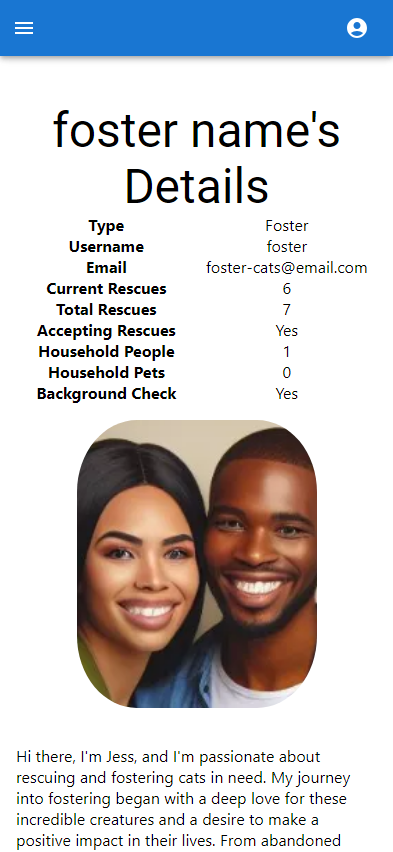 foster name's
Details
Type Foster
Username foster
Email foster-cats@email.com
Current Rescues 6
Total Rescues 7
Accepting Rescues Yes
Household People 1
Household Pets 0
Background Check Yes
Hi there, I'm Jess, and I'm passionate about
rescuing and fostering cats in need. My journey
into fostering began with a deep love for these
incredible creatures and a desire to make a
positive impact in their lives. From abandoned